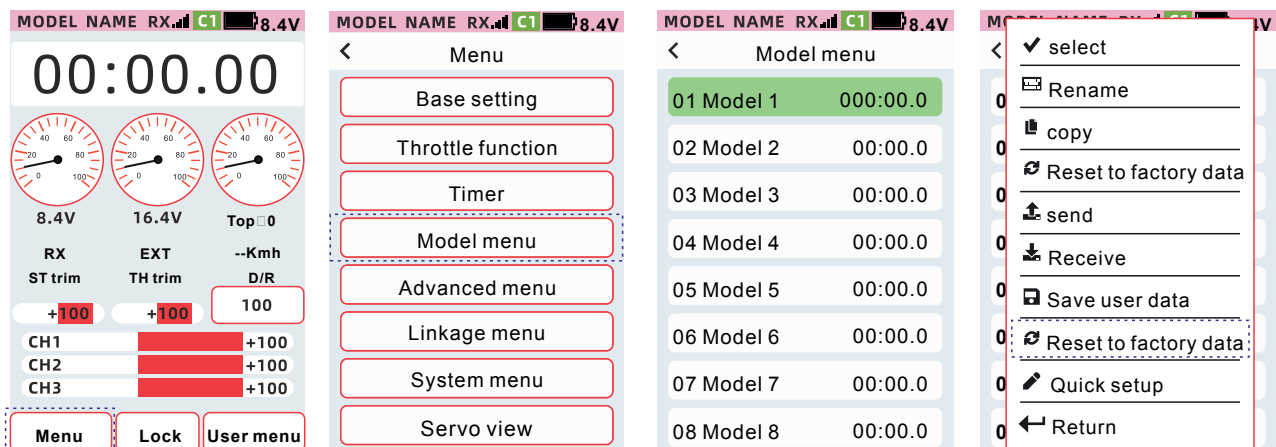 MODEL NAME RX C1 8.4V
00:00.00
20 40 60 80 0 100
20 40 60 80 0 100
20 40 60 80 0 100
8.4V 16.4V Top□0
RX EXT --Kmh
ST trim TH trim D/R
+100 +100 100
CH1 +100
CH2 +100
CH3 +100
Menu Lock User menu
MODEL NAME RX C1 8.4V
< Menu
Base setting
Throttle function
Timer
Model menu
Advanced menu
Linkage menu
System menu
Servo view
MODEL NAME RX C1 8.4V
< Model menu
01 Model 1 000:00.0
02 Model 2 00:00.0
03 Model 3 00:00.0
04 Model 4 00:00.0
05 Model 5 00:00.0
06 Model 6 00:00.0
07 Model 7 00:00.0
08 Model 8 00:00.0
select
Rename
copy
Reset to factory data
send
Receive
Save user data
Reset to factory data
Quick setup
Return